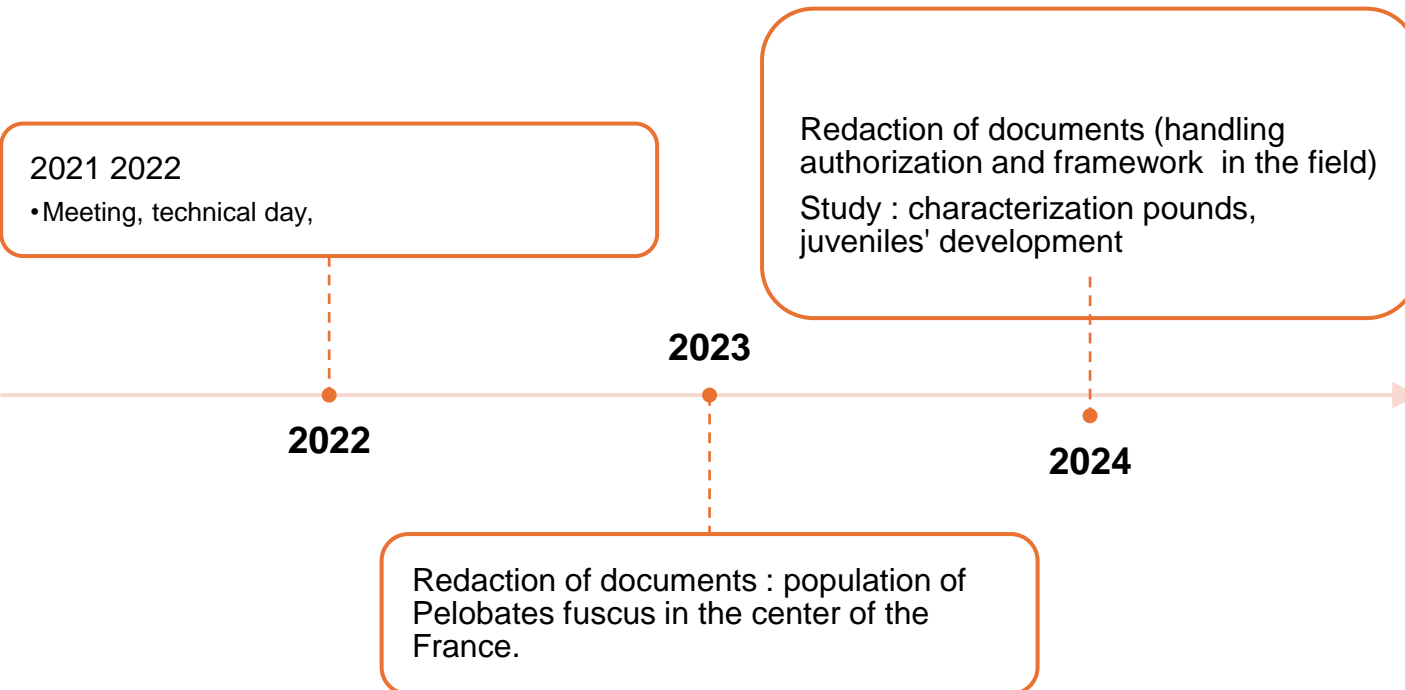 2021 2022
•Meeting, technical day,
2022
2023
Redaction of documents : population of
Pelobates fuscus in the center of the
France.
Redaction of documents (handling
authorization and framework  in the field)
Study : characterization pounds,
juveniles' development
2024